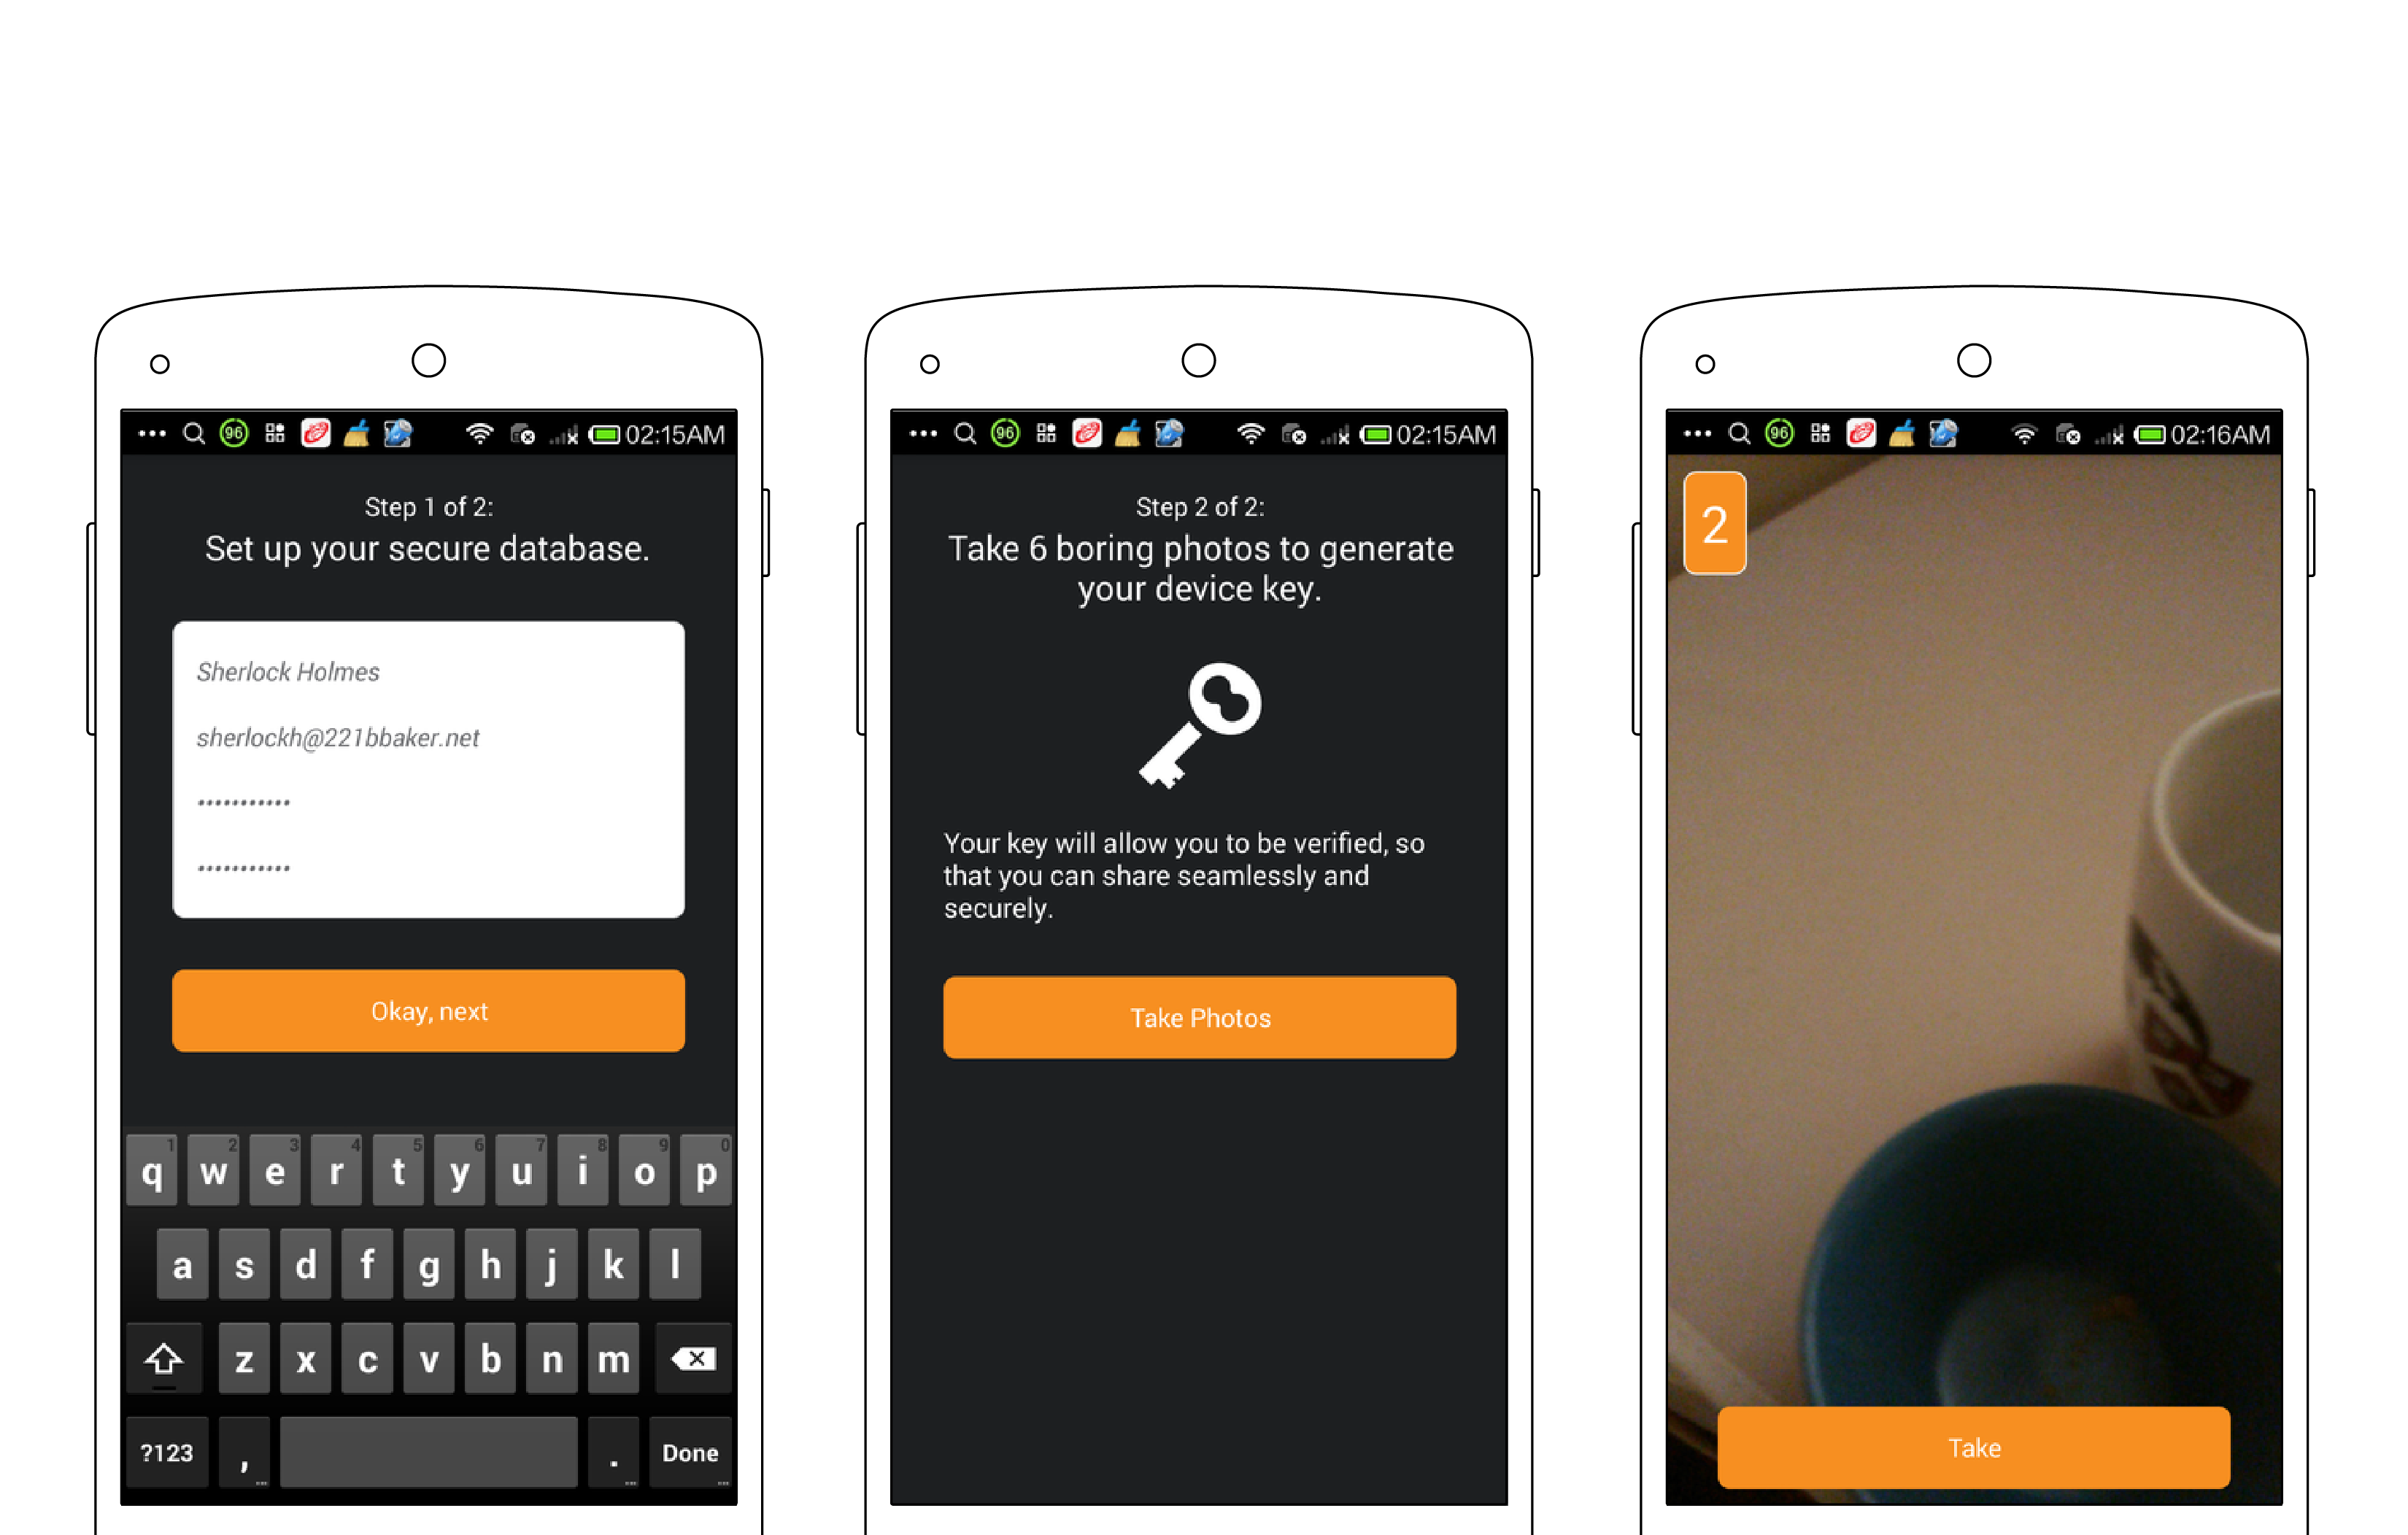 96
02:15AM
Step 1 of 2:
Set up your secure database.
Sherlock Holmes
sherlockh@221bbaker.net
•••••••••••
•••••••••••
Okay, next
1 2 3 4 5 6 7 8 9 0
q w e r t y u i o p
a s d f g h j k l
z x c v b n m
?123 , . Done
96
02:15AM
Step 2 of 2:
Take 6 boring photos to generate
your device key.
Your key will allow you to be verified, so
that you can share seamlessly and
securely.
Take Photos
96
02:16AM
2
Take